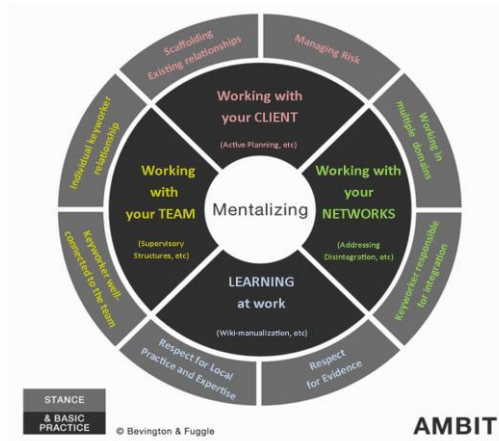 Scaffolding
Existing relationships
Managing Risk
Individual keyworker
relationship
Working in
multiple domains
Working with
your CLIENT
(Active Planning, etc)
Working
with
your TEAM
(Supervisory
Structures, etc)
Mentalizing
Working with
your
NETWORKS
(Addressing
Disintegration, etc)
LEARNING
at work
(Wiki-manualization, etc)
Keyworker well-
connected to the team
Keyworker responsible
for Integration
Respect for Local
Practice and Expertise
Respect
for Evidence
STANCE
& BASIC
PRACTICE
© Bevington & Fuggle
AMBIT